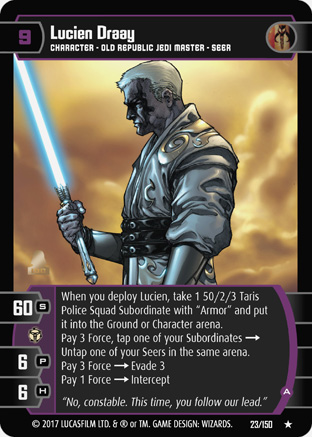 9
Lucien Draay
CHARACTER - OLD REPUBLIC JEDI MASTER - SEER
60 S
6 P
6 H
When you deploy Lucien, take 1 50/2/3 Taris
Police Squad Subordinate with “Armor” and put
it into the Ground or Character arena.
Pay 3 Force → tap one of your Subordinates →
Untap one of your Seers in the same arena.
Pay 3 Force → Evade 3
Pay 1 Force → Intercept
“No, constable. This time, you follow our lead.”
A
© 2017 LUCASFILM LTD. & ® or TM. GAME DESIGN: WIZARDS. 23/150 ★